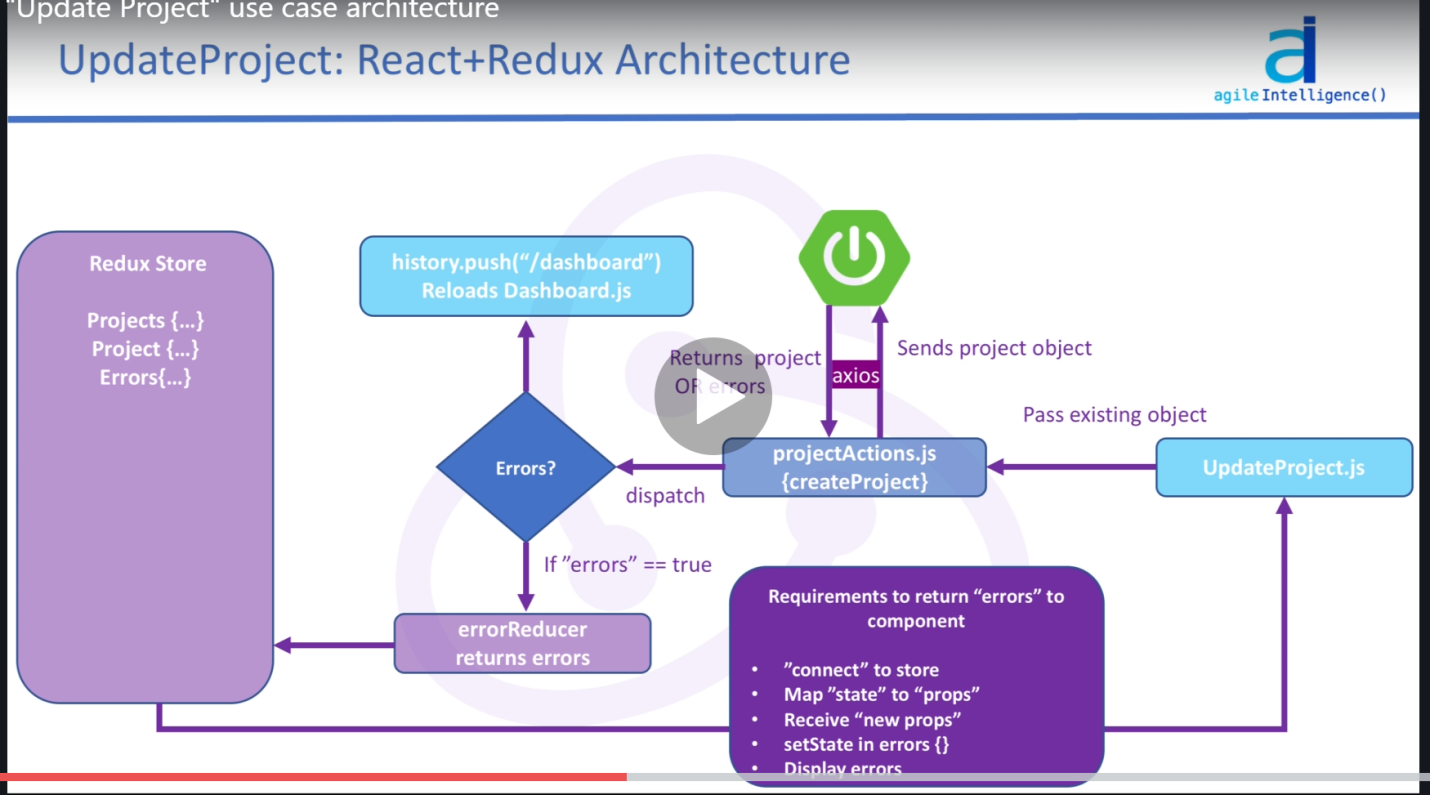 "Update Project" use case architecture
UpdateProject: React+Redux Architecture
ai
agileIntelligence()
Redux Store
Projects {…}
Project {…}
Errors{…}
history.push(“/dashboard”)
Reloads Dashboard.js
Returns project
OR errors
axios
Sends project object
Pass existing object
projectActions.js
{createProject}
UpdateProject.js
Errors?
dispatch
If ”errors” == true
errorReducer
returns errors
Requirements to return “errors” to
component
• ”connect” to store
• Map ”state” to “props”
• Receive “new props”
• setState in errors {}
• Display errors